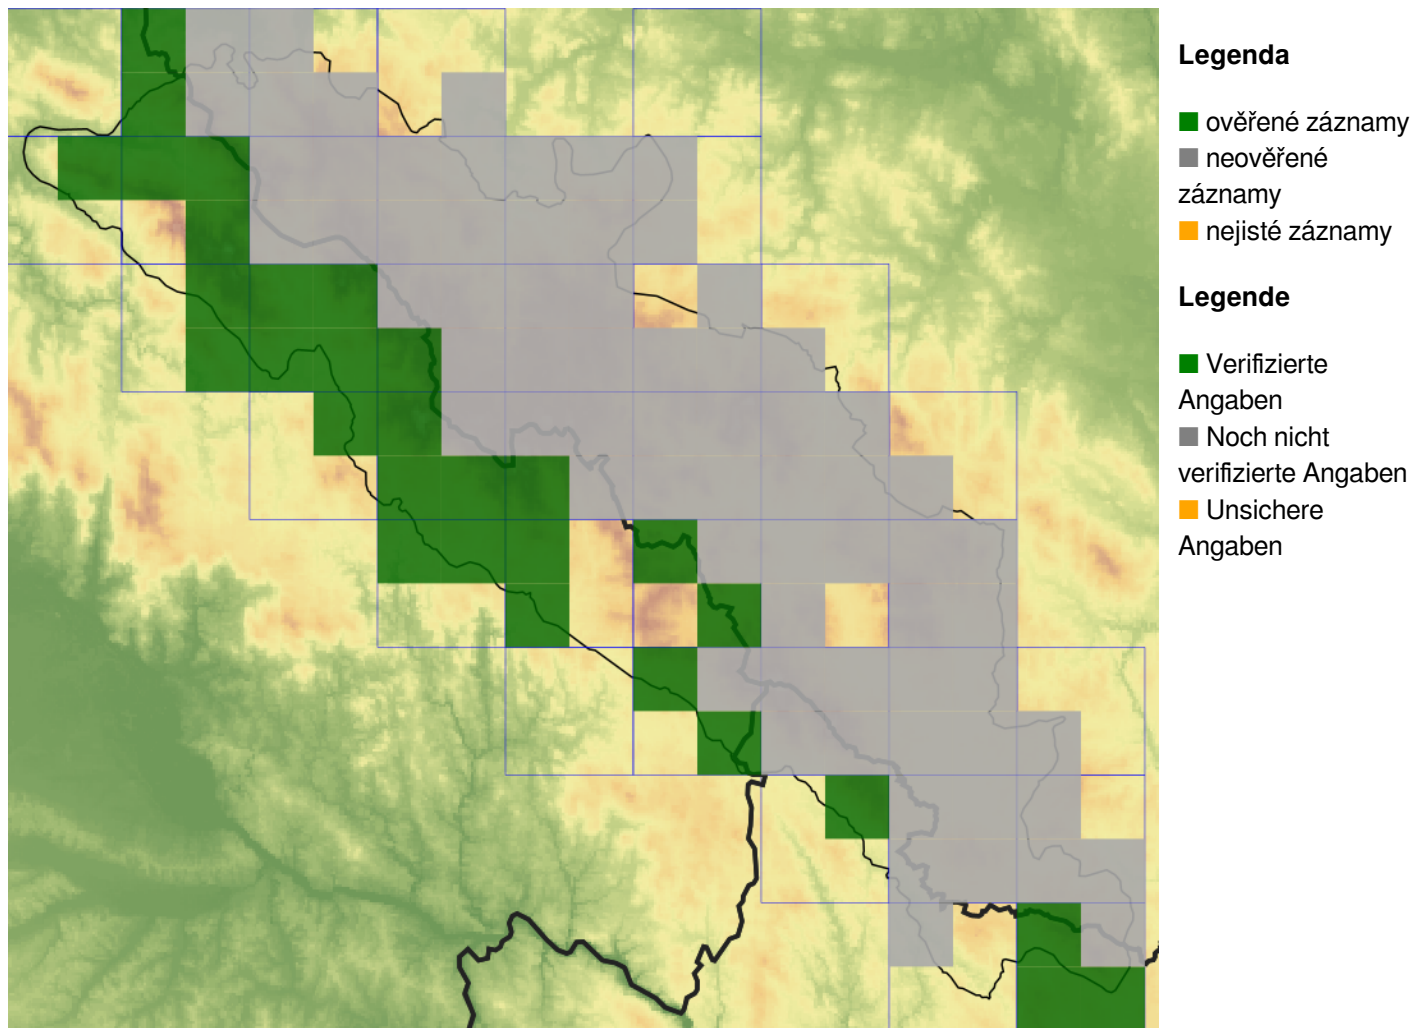 Legenda
ověřené záznamy
neověřené
záznamy
nejisté záznamy
Legende
Verifizierte
Angaben
Noch nicht
verifizierte Angaben
Unsichere
Angaben